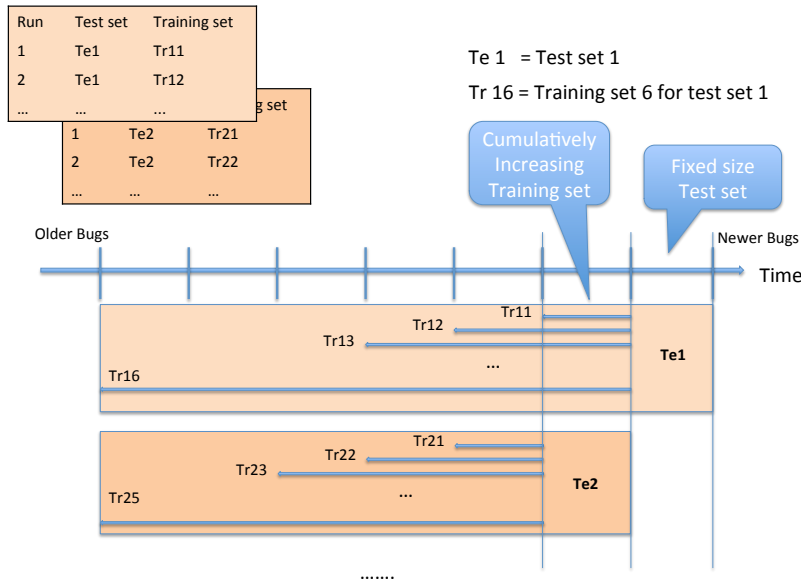 Run Test set Training set
1 Te1 Tr11
2 Te1 Tr12
... ... ...
g set
1 Te2 Tr21
2 Te2 Tr22
... ... ...
Te 1 = Test set 1
Tr 16 = Training set 6 for test set 1
Cumulatively
Increasing
Training set
Fixed size
Test set
Older Bugs
Newer Bugs
Time
Tr11
Tr12
Tr13
...
Te1
Tr16
Tr21
Tr22
Tr23
...
Te2
Tr25
.......